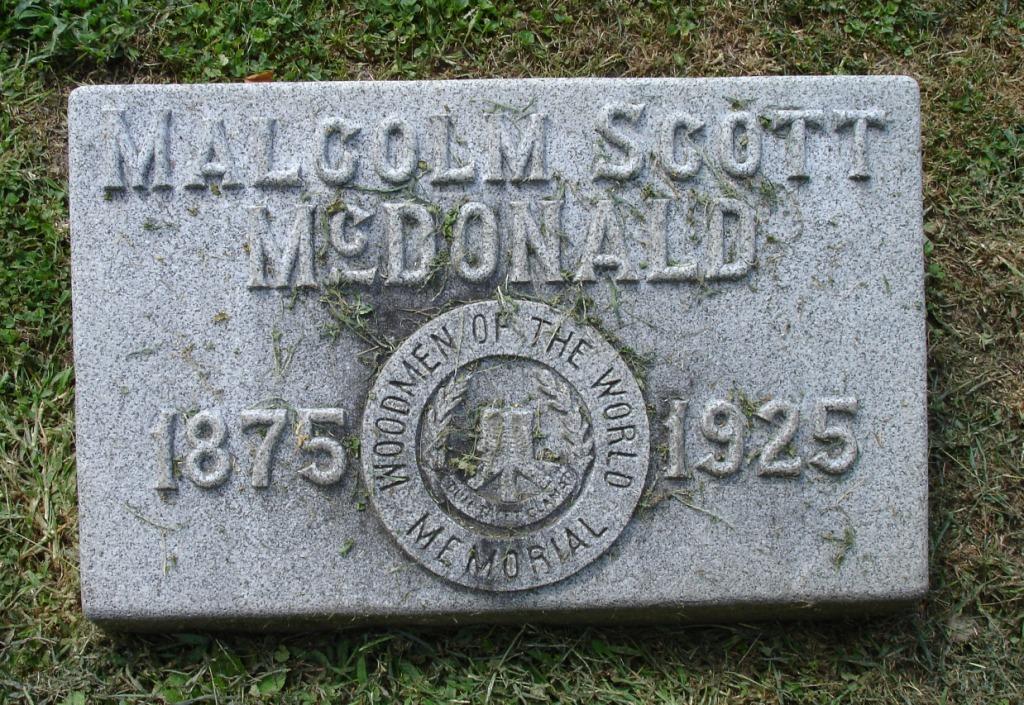 MALCOLM SCOTT
McDONALD
1875
WOODMEN OF THE WORLD
MEMORIAL
1925